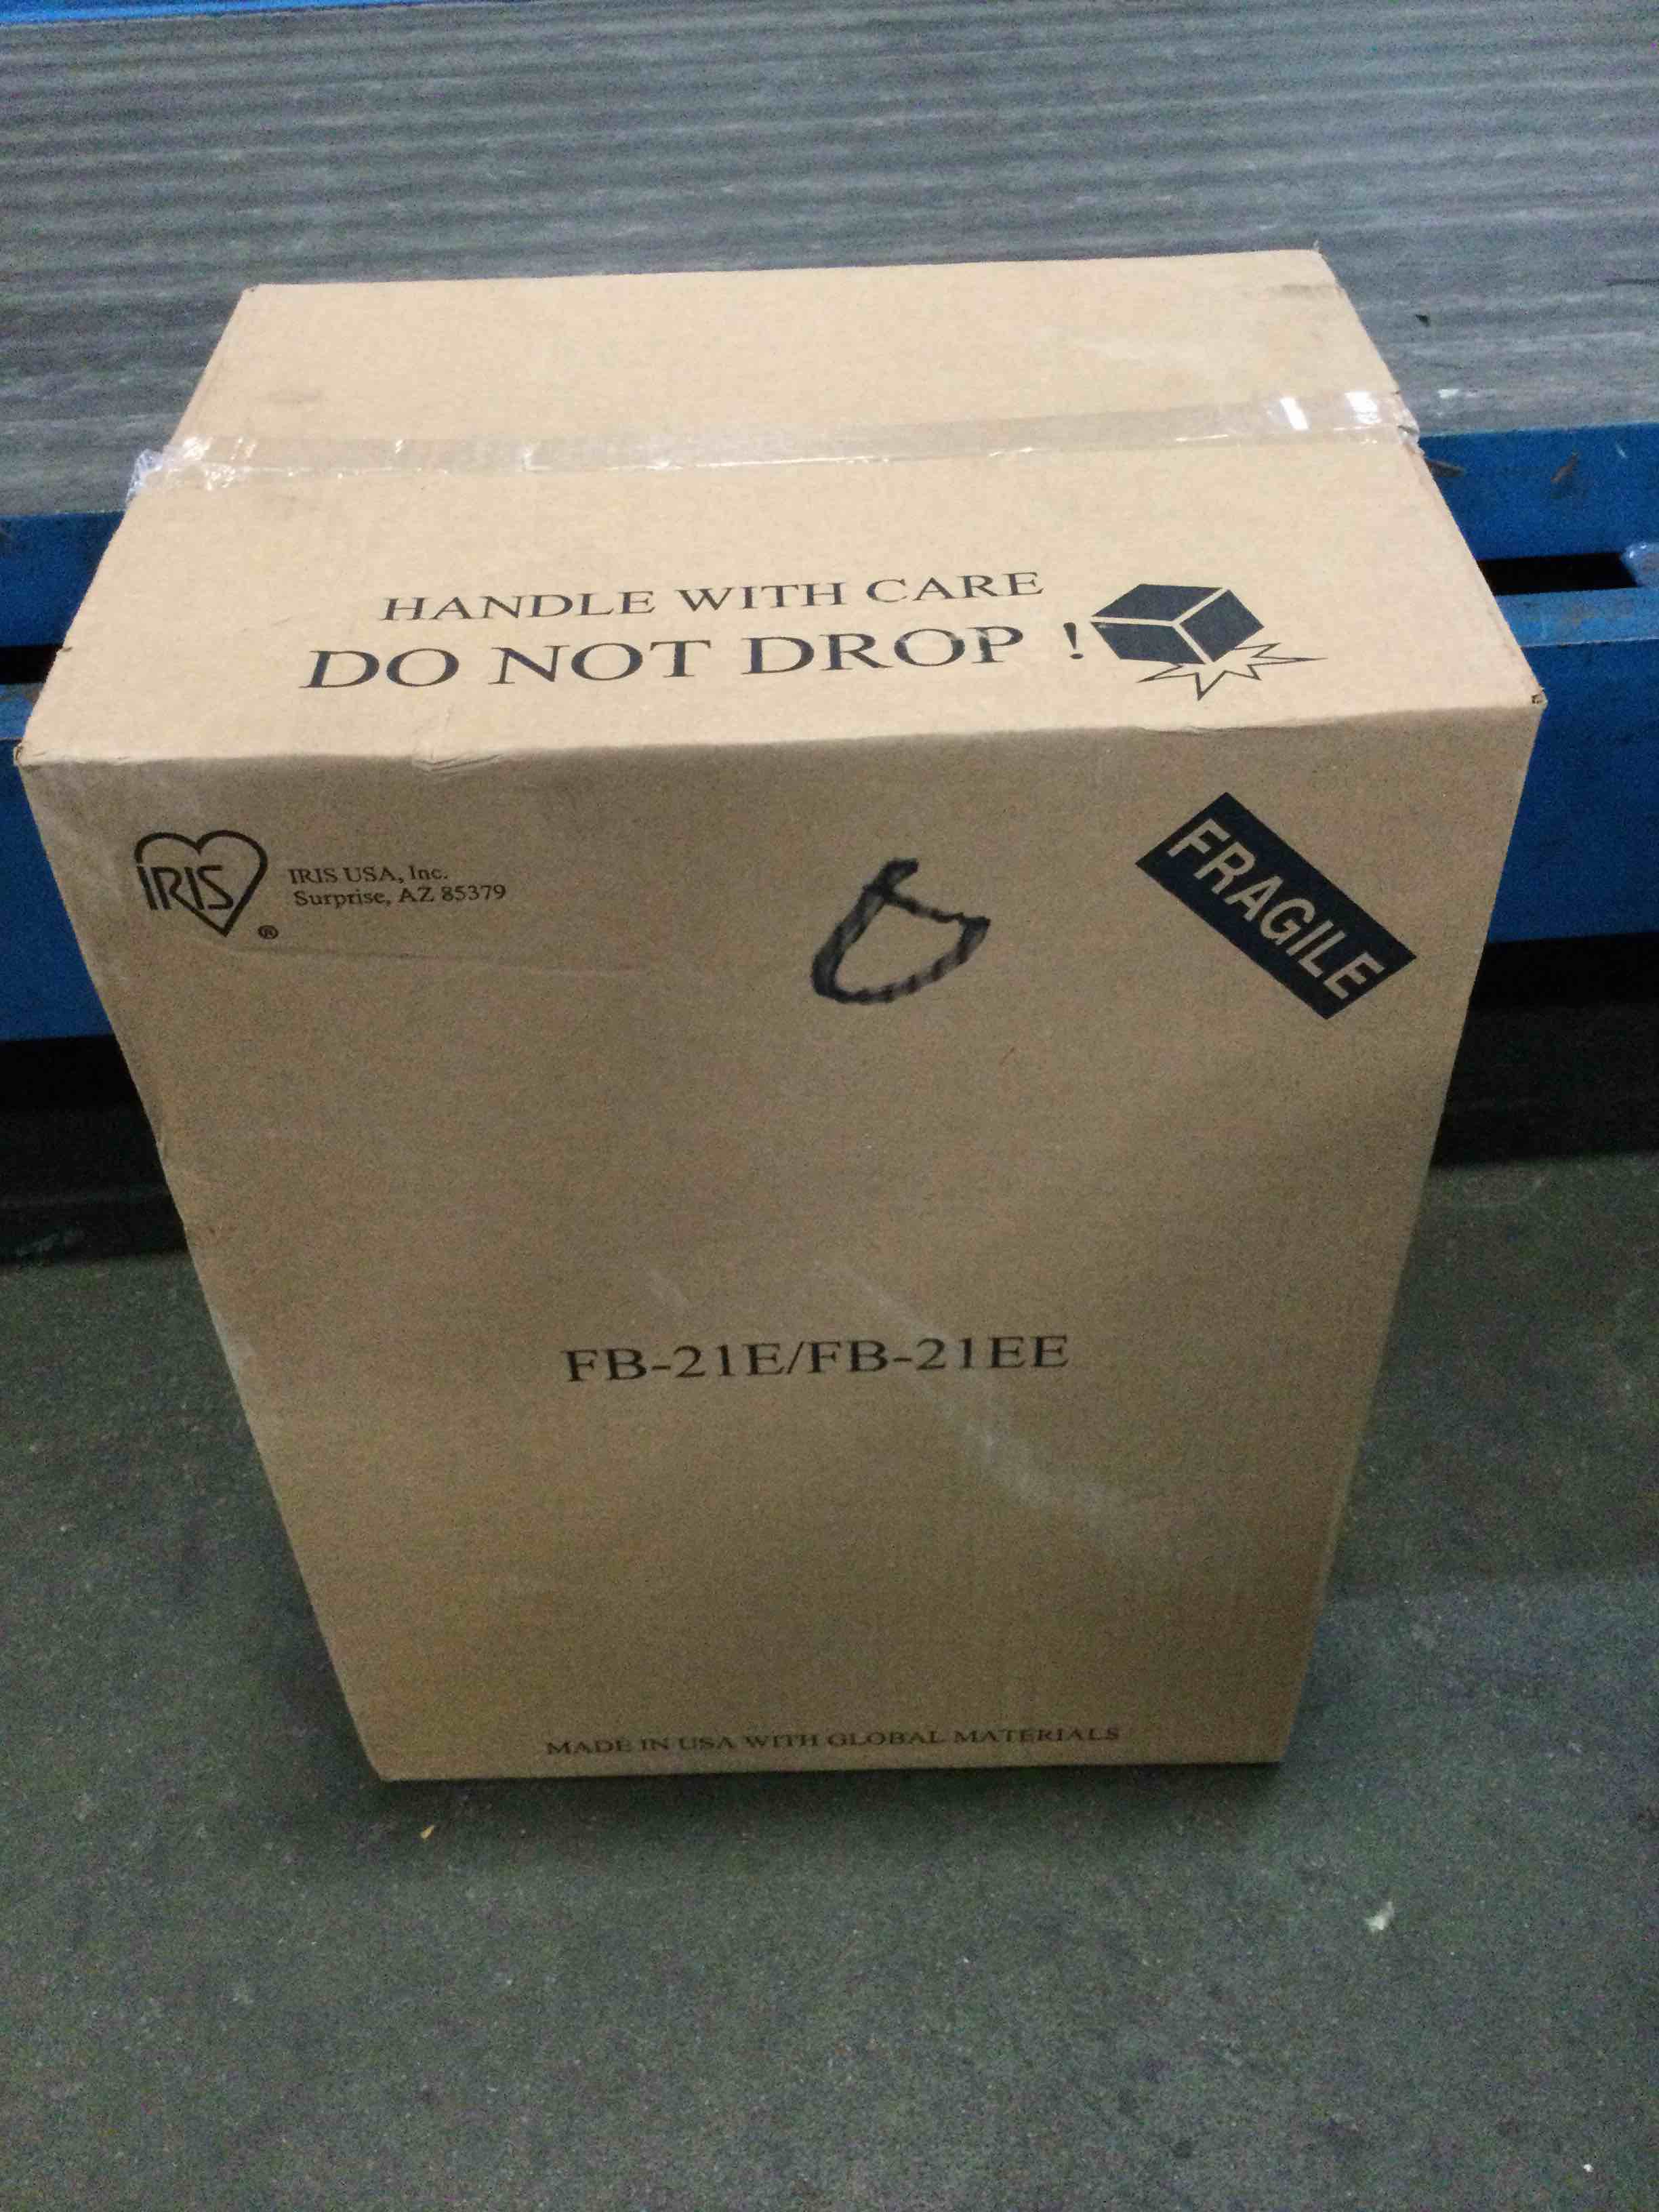 HANDLE WITH CARE
DO NOT DROP !
IRIS
®
IRIS USA, Inc.
Surprise, AZ 85379
FRAGILE
FB-21E/FB-21EE
MADE IN USA WITH GLOBAL MATERIALS